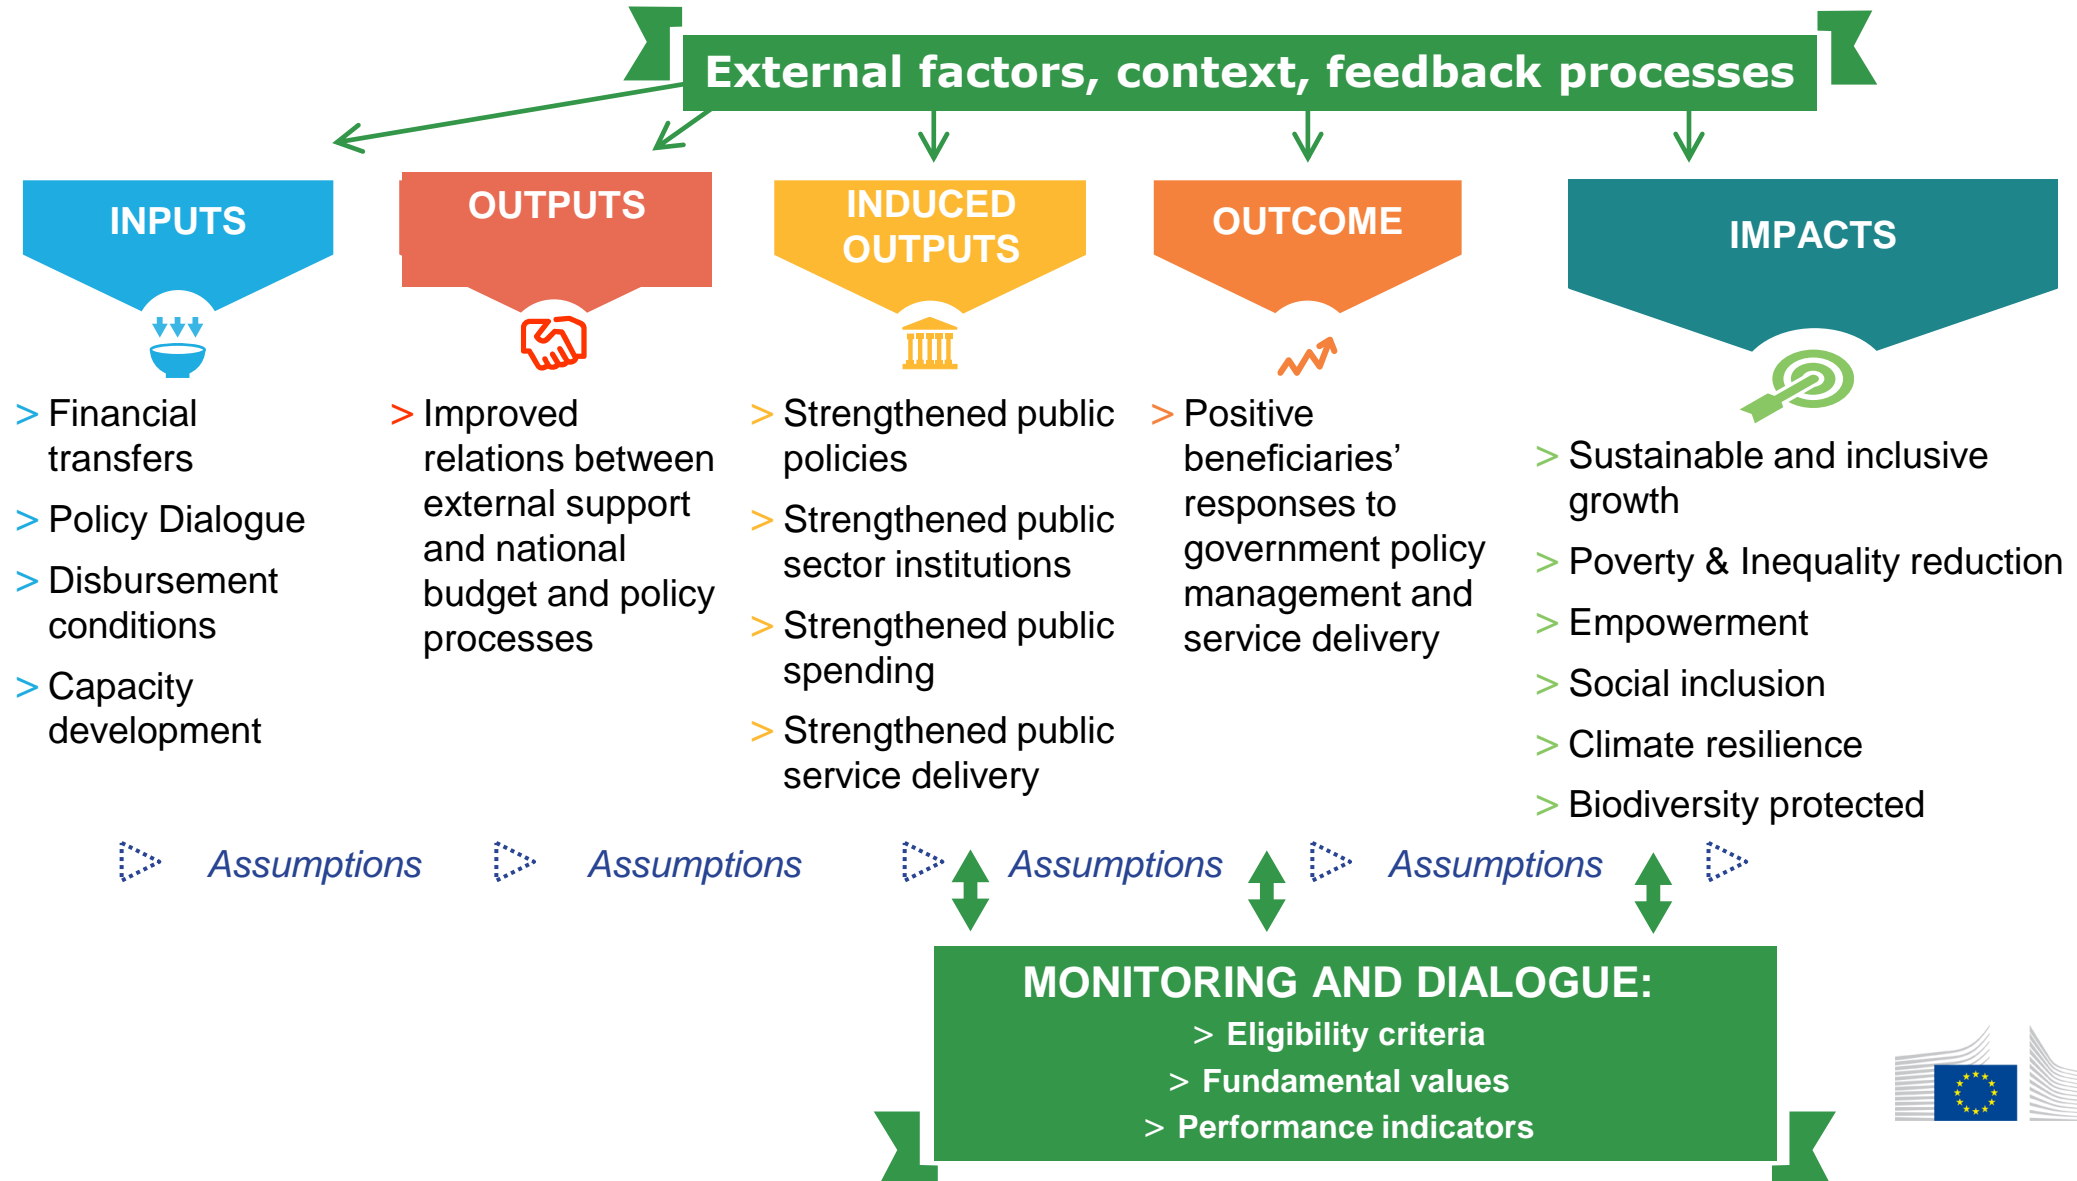 External factors, context, feedback processes
INPUTS
> Financial
transfers
> Policy Dialogue
> Disbursement
conditions
> Capacity
development
OUTPUTS
> Improved
relations between
external support
and national
budget and policy
processes
INDUCED
OUTPUTS
> Strengthened public
policies
> Strengthened public
sector institutions
> Strengthened public
spending
> Strengthened public
service delivery
OUTCOME
> Positive
beneficiaries’
responses to
government policy
management and
service delivery
IMPACTS
> Sustainable and inclusive
growth
> Poverty & Inequality reduction
> Empowerment
> Social inclusion
> Climate resilience
> Biodiversity protected
Assumptions
Assumptions
Assumptions
Assumptions
MONITORING AND DIALOGUE:
> Eligibility criteria
> Fundamental values
> Performance indicators